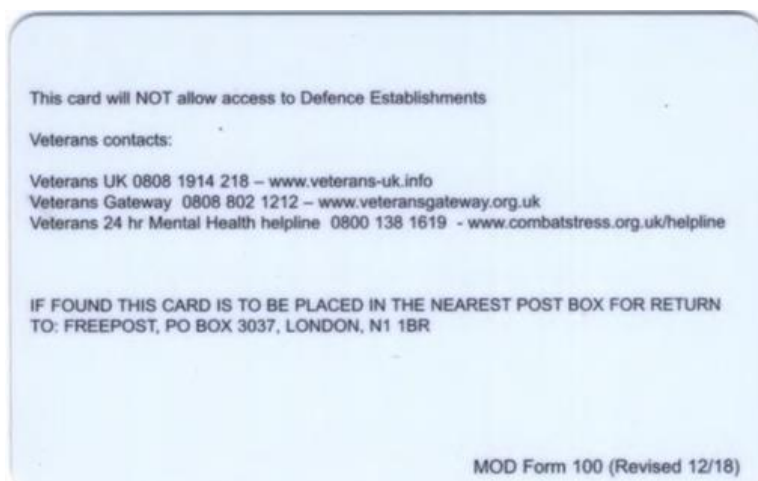 This card will NOT allow access to Defence Establishments
Veterans contacts:
Veterans UK 0808 1914 218 – www.veterans-uk.info
Veterans Gateway 0808 802 1212 – www.veteransgateway.org.uk
Veterans 24 hr Mental Health helpline 0800 138 1619 - www.combatstress.org.uk/helpline
IF FOUND THIS CARD IS TO BE PLACED IN THE NEAREST POST BOX FOR RETURN
TO: FREEPOST, PO BOX 3037, LONDON, N1 1BR
MOD Form 100 (Revised 12/18)